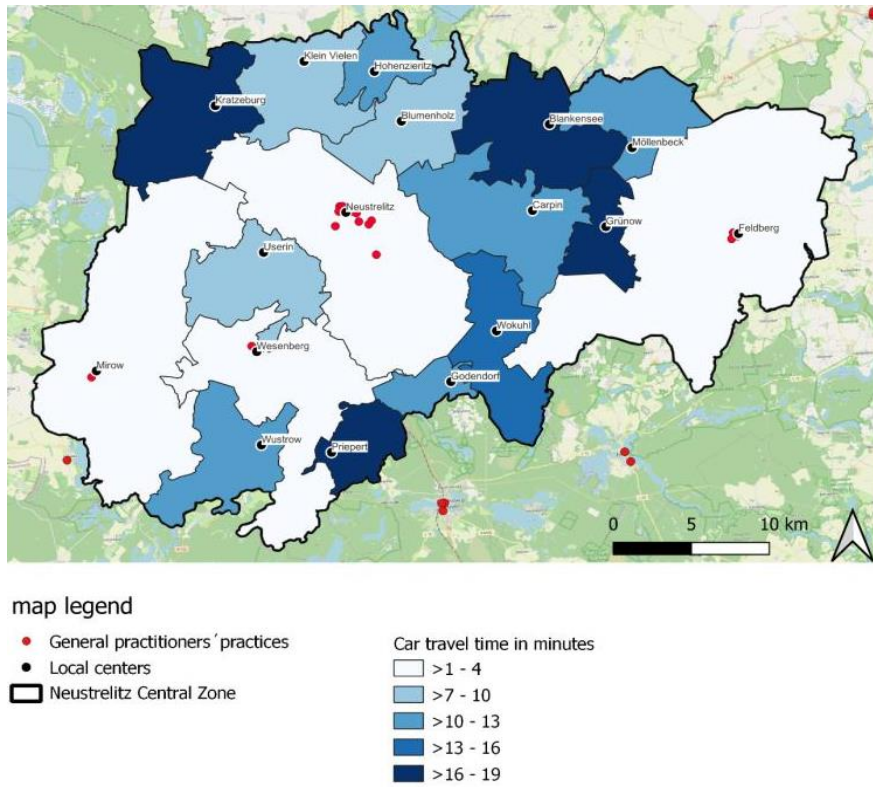 Klein Vielen
Hohenzieritz
Kratzeburg
Blumenholz
Blankensee
Möllenbeck
Neustrelitz
Carpin
Grünow
Feldberg
Userin
Wokuhl
Wesenberg
Mirow
Godendorf
Wustrow
Priepert
0 5 10 km
map legend
General practitioners´practices
Local centers
Neustrelitz Central Zone
Car travel time in minutes
>1 - 4
>7 - 10
>10 - 13
>13 - 16
>16 - 19